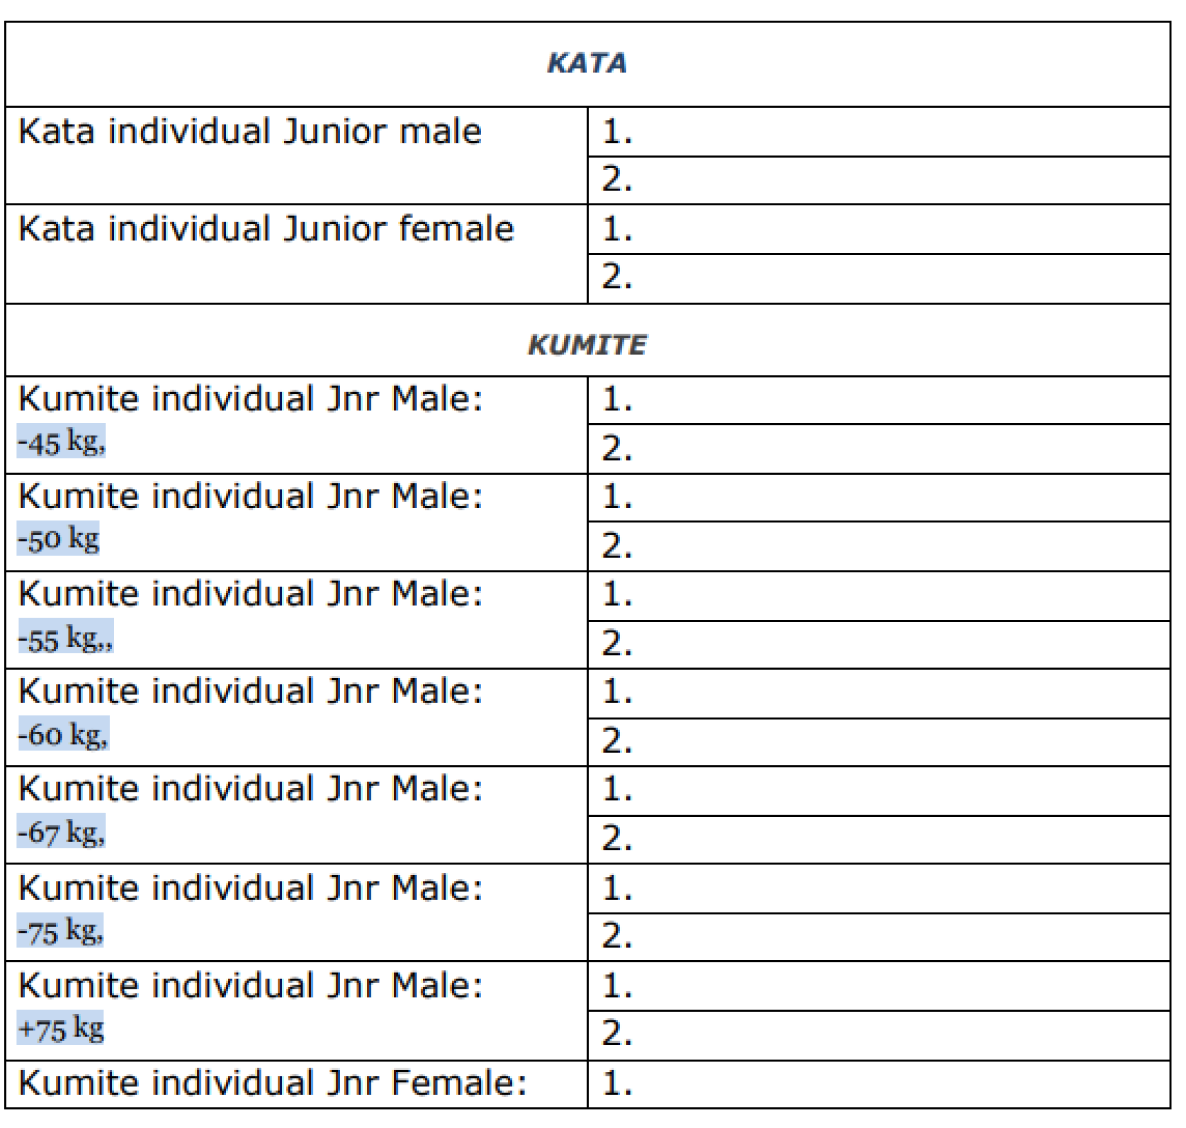 KATA
Kata individual Junior male
1.
2.
Kata individual Junior female
1.
2.
KUMITE
Kumite individual Jnr Male:
-45 kg,
1.
2.
Kumite individual Jnr Male:
-50 kg
1.
2.
Kumite individual Jnr Male:
-55 kg,,
1.
2.
Kumite individual Jnr Male:
-60 kg,
1.
2.
Kumite individual Jnr Male:
-67 kg,
1.
2.
Kumite individual Jnr Male:
-75 kg,
1.
2.
Kumite individual Jnr Male:
+75 kg
1.
2.
Kumite individual Jnr Female:
1.